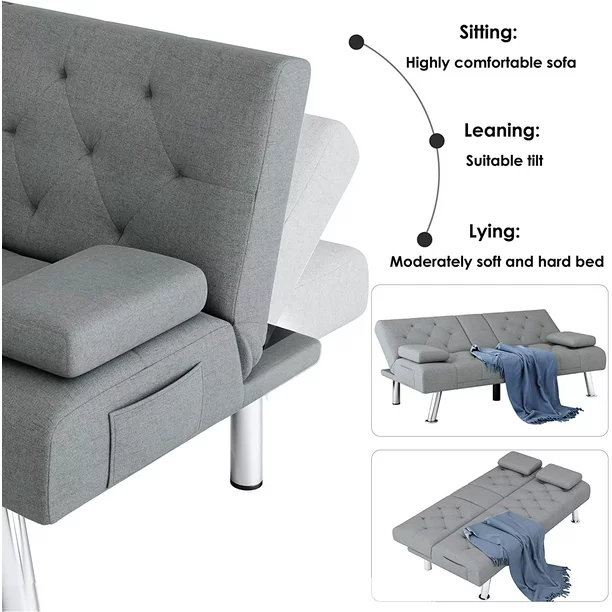 Sitting:
Highly comfortable sofa
Leaning:
Suitable tilt
Lying:
Moderately soft and hard bed